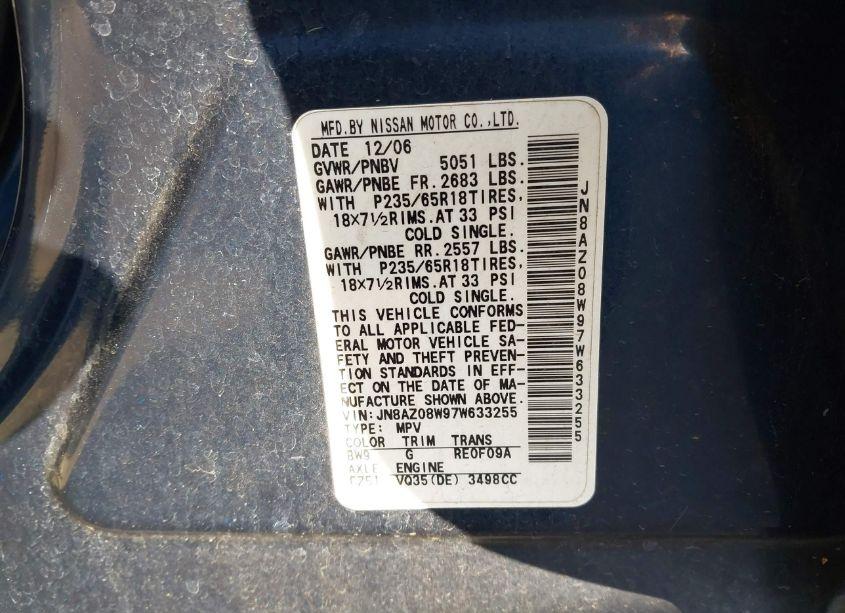 MFD.BY NISSAN MOTOR CO.,LTD.
DATE 12/06
GVWR/PNBV 5051 LBS.
GAWR/PNBE FR.2683 LBS.
WITH P235/65R18TIRES,
18X7½RIMS.AT 33 PSI
COLD SINGLE.
GAWR/PNBE RR.2557 LBS.
WITH P235/65R18TIRES,
18X7½RIMS.AT 33 PSI
COLD SINGLE.
THIS VEHICLE CONFORMS
TO ALL APPLICABLE FED-
ERAL MOTOR VEHICLE SA-
FETY AND THEFT PREVEN-
TION STANDARDS IN EFF-
ECT ON THE DATE OF MA-
NUFACTURE SHOWN ABOVE.
VIN:JN8AZ08W97W633255
TYPE: MPV
COLOR TRIM TRANS
BW9 G RE0F09A
AXLE ENGINE
VQ35(DE) 3498CC
JN8AZ08W97W633255